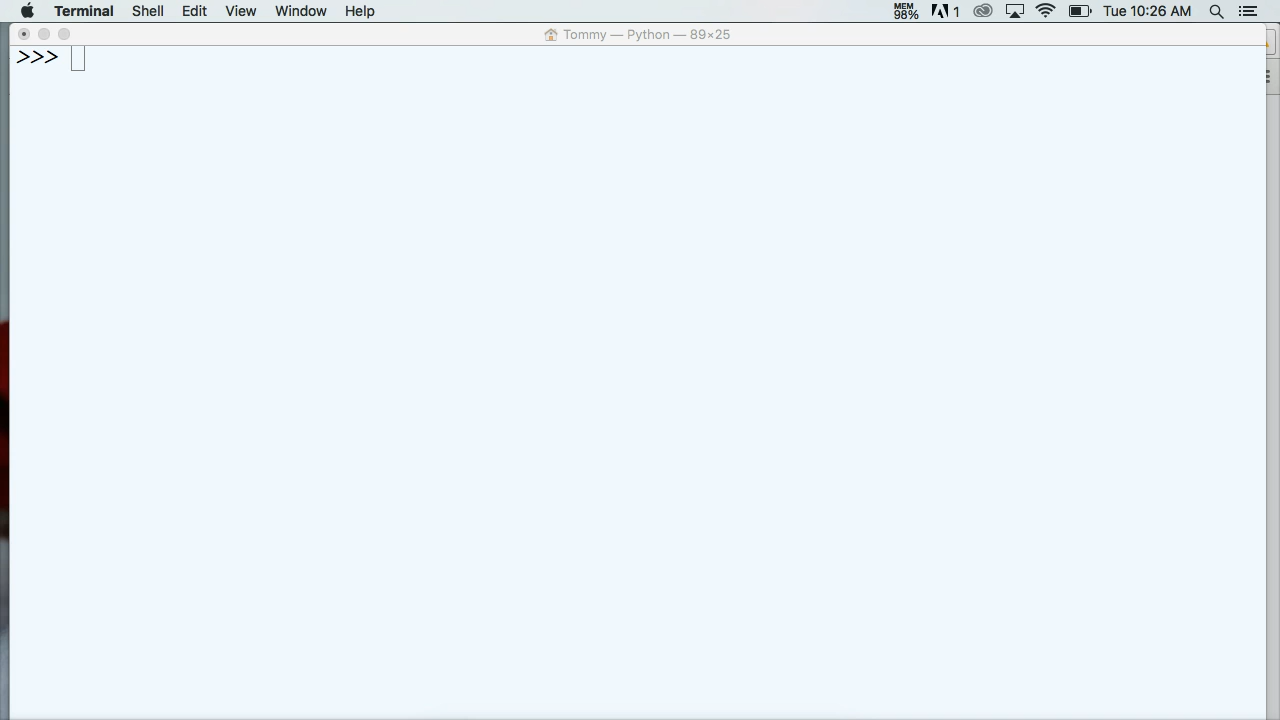 Terminal Shell Edit View Window Help MEM 98% 1 Tue 10:26 AM
Tommy — Python — 89×25
>>>